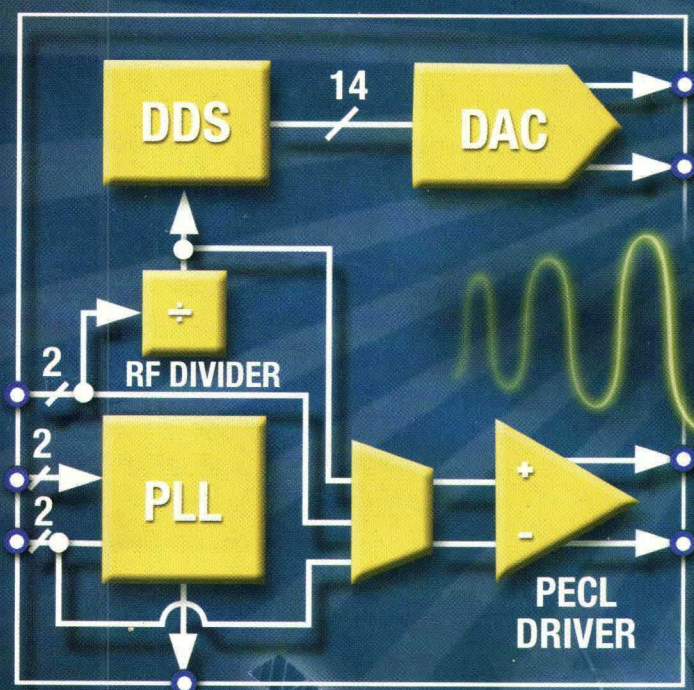 14
DDS
DAC
÷
RF DIVIDER
2
2
PLL
2
+
-
PECL
DRIVER